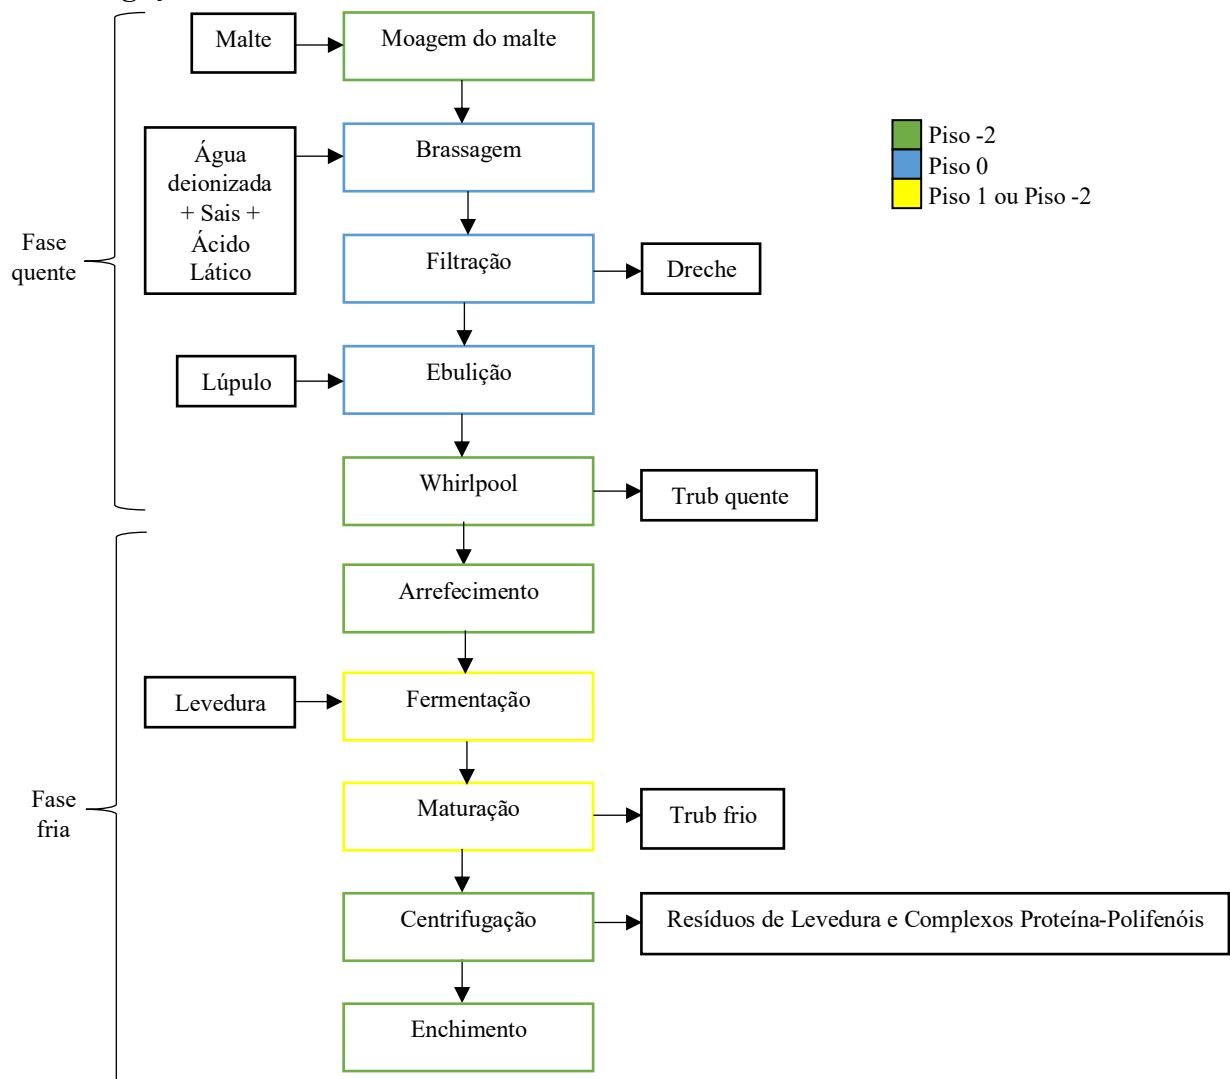 Malte
Moagem do malte
Água
deionizada
+ Sais +
Ácido
Lático
Brassagem
Piso -2
Piso 0
Piso 1 ou Piso -2
Fase
quente
Filtração
Dreche
Lúpulo
Ebulição
Whirlpool
Trub quente
Arrefecimento
Levedura
Fermentação
Fase
fria
Maturação
Trub frio
Centrifugação
Resíduos de Levedura e Complexos Proteína-Polifenóis
Enchimento